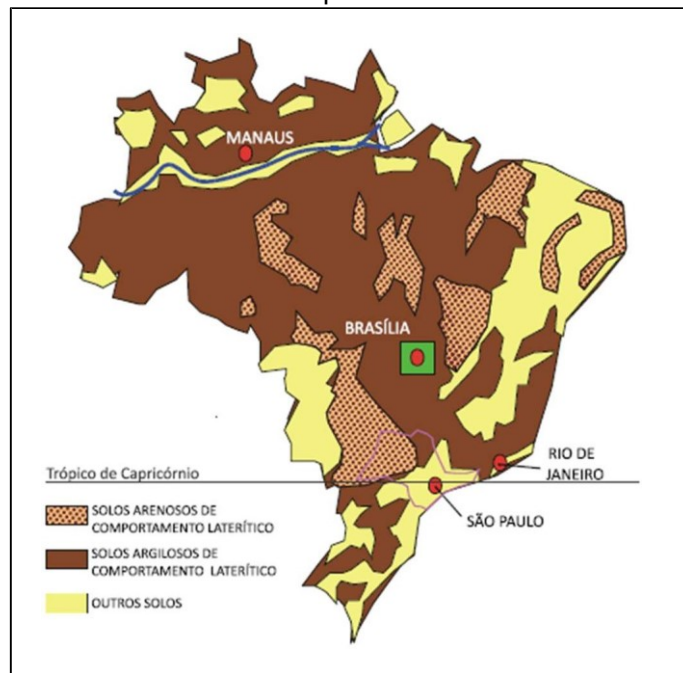 MANAUS
BRASÍLIA
RIO DE
JANEIRO
Trópico de Capricórnio
SÃO PAULO
SOLOS ARENOSOS DE
COMPORTAMENTO LATERÍTICO
SOLOS ARGILOSOS DE
COMPORTAMENTO LATERÍTICO
OUTROS SOLOS